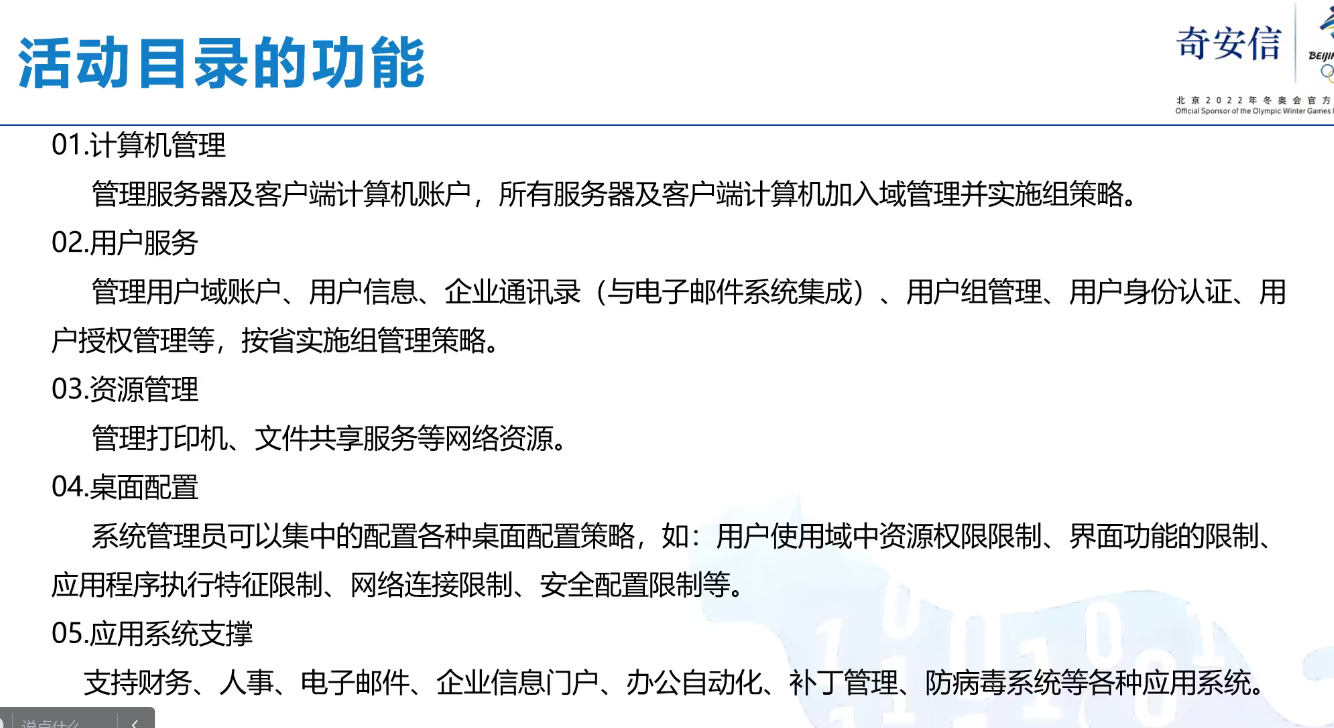 活动目录的功能
奇安信
北京2022年冬奥会官方
Official Sponsor of the Olympic Winter Games
01.计算机管理
管理服务器及客户端计算机账户，所有服务器及客户端计算机加入域管理并实施组策略。
02.用户服务
管理用户域账户、用户信息、企业通讯录（与电子邮件系统集成）、用户组管理、用户身份认证、用
户授权管理等，按省实施组管理策略。
03.资源管理
管理打印机、文件共享服务等网络资源。
04.桌面配置
系统管理员可以集中的配置各种桌面配置策略，如：用户使用域中资源权限限制、界面功能的限制、
应用程序执行特征限制、网络连接限制、安全配置限制等。
05.应用系统支撑
支持财务、人事、电子邮件、企业信息门户、办公自动化、补丁管理、防病毒系统等各种应用系统。